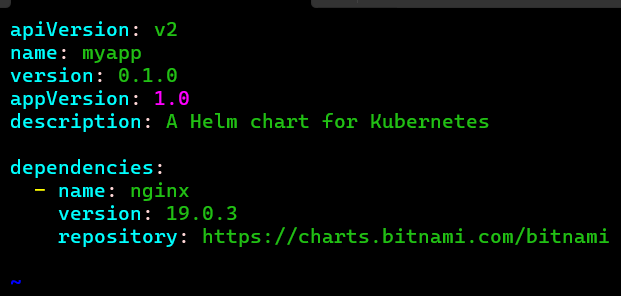 apiVersion: v2
name: myapp
version: 0.1.0
appVersion: 1.0
description: A Helm chart for Kubernetes

dependencies:
  - name: nginx
    version: 19.0.3
    repository: https://charts.bitnami.com/bitnami

~